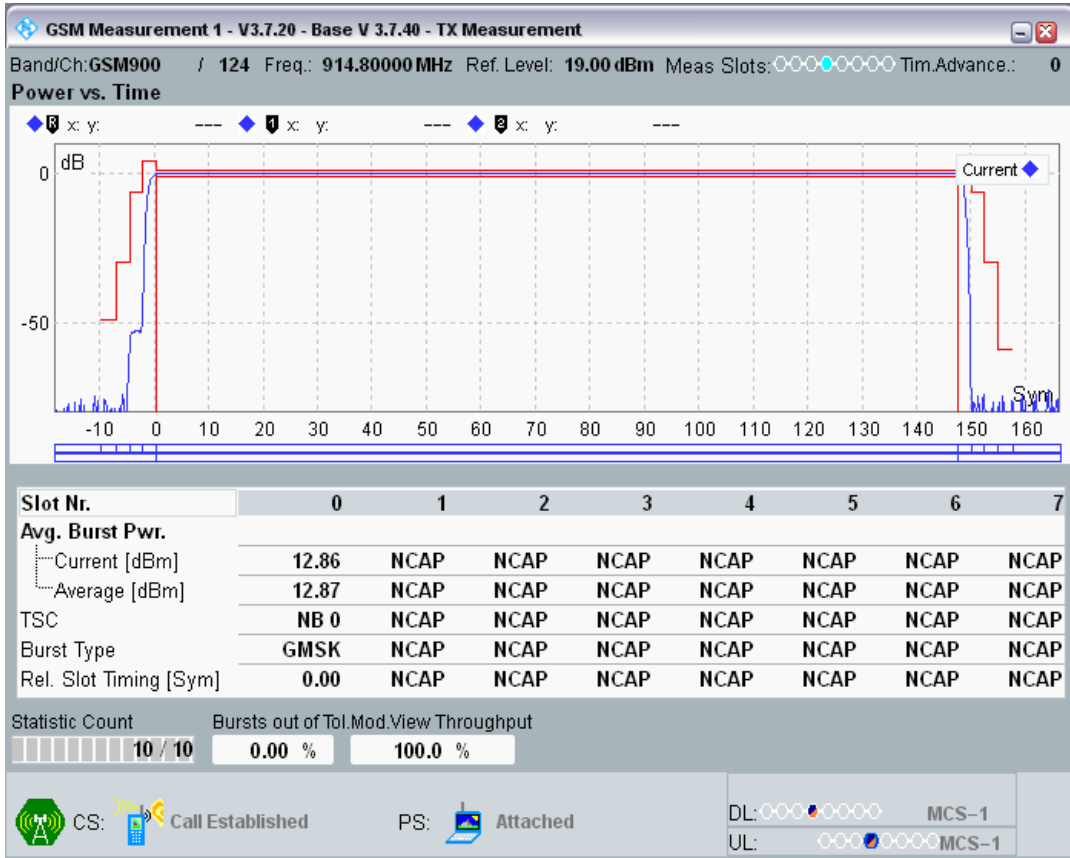 GSM Measurement 1 - V3.7.20 - Base V 3.7.40 - TX Measurement
Band/Ch:GSM900 / 124 Freq.: 914.80000 MHz Ref. Level: 19.00 dBm Meas Slots: Tim.Advance.: 0
Power vs. Time
R x: y: --- 1 x: y: --- 2 x: y: ---
dB
Current
0
-50
Sym
-10 0 10 20 30 40 50 60 70 80 90 100 110 120 130 140 150 160
Slot Nr. 0 1 2 3 4 5 6 7
Avg. Burst Pwr.
Current [dBm] 12.86 NCAP NCAP NCAP NCAP NCAP NCAP NCAP
Average [dBm] 12.87 NCAP NCAP NCAP NCAP NCAP NCAP NCAP
TSC NB 0 NCAP NCAP NCAP NCAP NCAP NCAP NCAP
Burst Type GMSK NCAP NCAP NCAP NCAP NCAP NCAP NCAP
Rel. Slot Timing [Sym] 0.00 NCAP NCAP NCAP NCAP NCAP NCAP NCAP
Statistic Count Bursts out of Tol.Mod.View Throughput
10 / 10 0.00 % 100.0 %
CS: Call Established PS: Attached
DL: MCS-1
UL: MCS-1